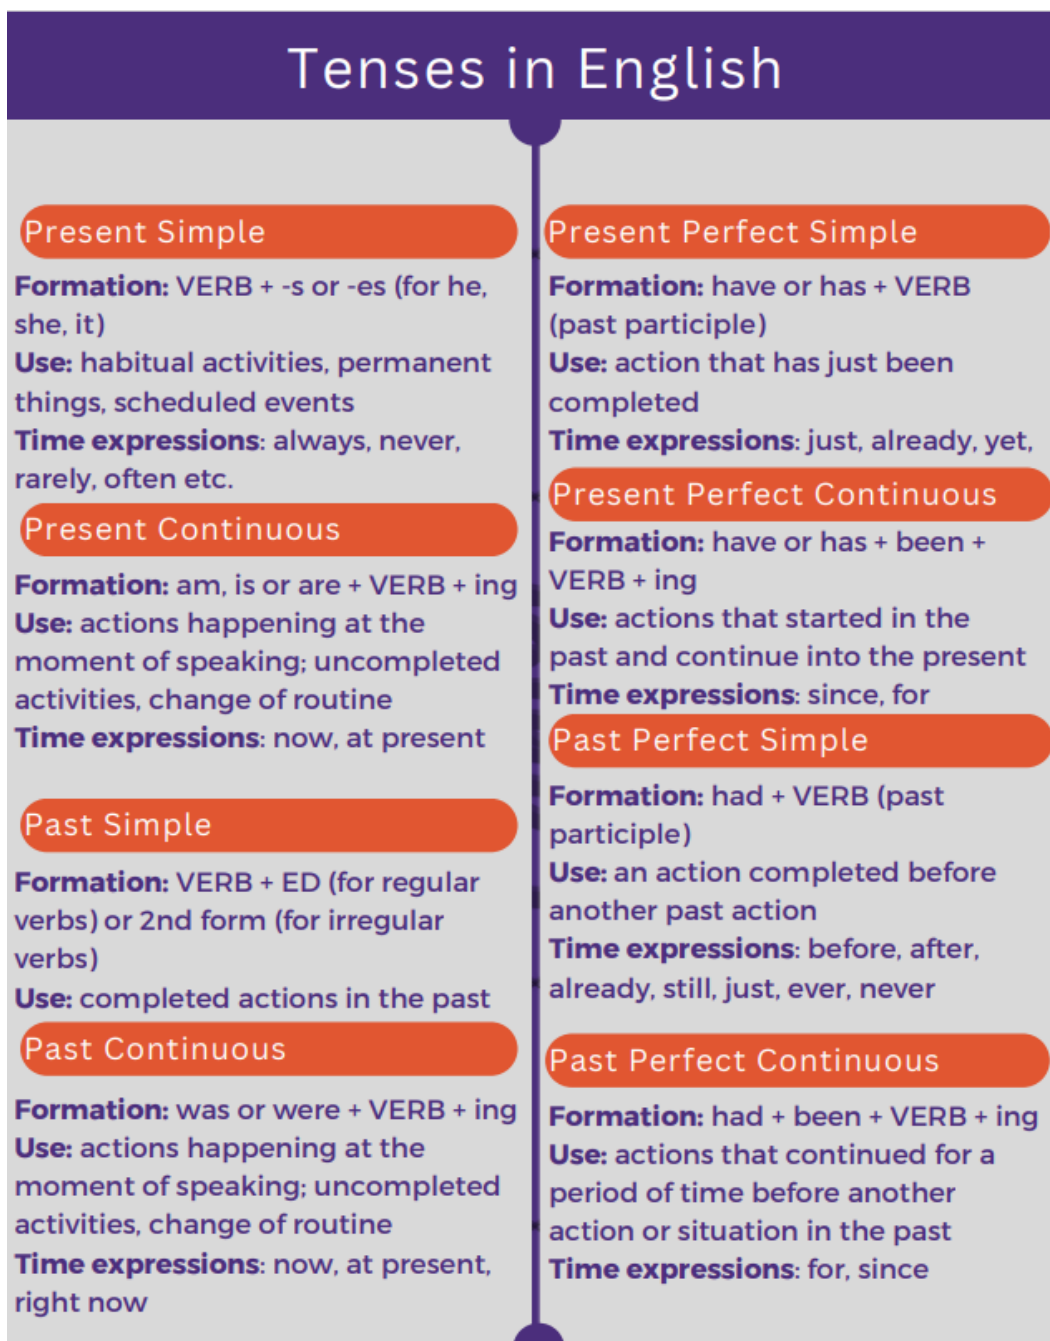 Tenses in English
Present Simple
Formation: VERB + -s or -es (for he,
she, it)
Use: habitual activities, permanent
things, scheduled events
Time expressions: always, never,
rarely, often etc.
Present Continuous
Formation: am, is or are + VERB + ing
Use: actions happening at the
moment of speaking; uncompleted
activities, change of routine
Time expressions: now, at present
Past Simple
Formation: VERB + ED (for regular
verbs) or 2nd form (for irregular
verbs)
Use: completed actions in the past
Past Continuous
Formation: was or were + VERB + ing
Use: actions happening at the
moment of speaking; uncompleted
activities, change of routine
Time expressions: now, at present,
right now
Present Perfect Simple
Formation: have or has + VERB
(past participle)
Use: action that has just been
completed
Time expressions: just, already, yet,
Present Perfect Continuous
Formation: have or has + been +
VERB + ing
Use: actions that started in the
past and continue into the present
Time expressions: since, for
Past Perfect Simple
Formation: had + VERB (past
participle)
Use: an action completed before
another past action
Time expressions: before, after,
already, still, just, ever, never
Past Perfect Continuous
Formation: had + been + VERB + ing
Use: actions that continued for a
period of time before another
action or situation in the past
Time expressions: for, since